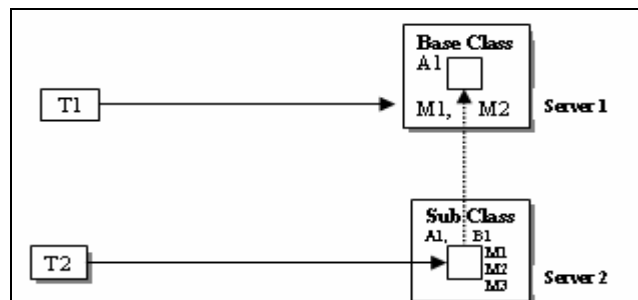 Base Class
A1
T1
M1, M2
Server 1
Sub Class
A1, B1
M1
T2
M2
M3
Server 2